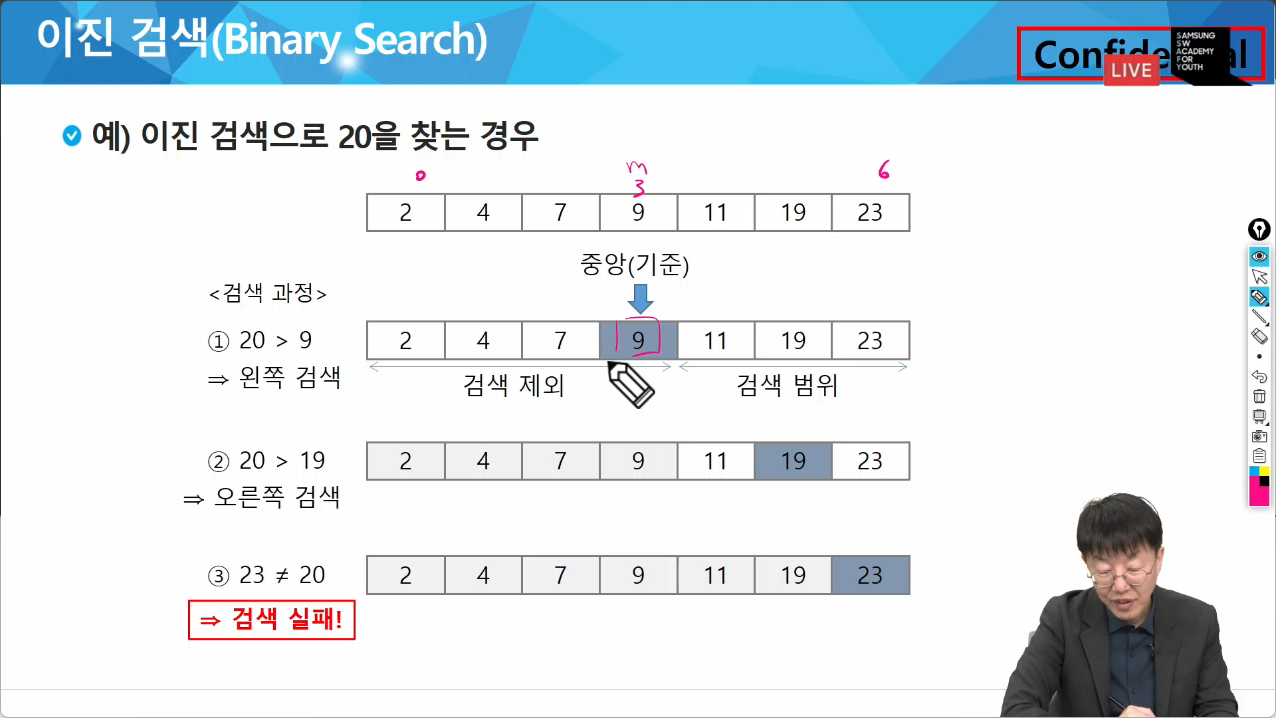 이진 검색(Binary Search)
SAMSUNG
SW
ACADEMY
FOR
YOUTH
LIVE
예) 이진 검색으로 20을 찾는 경우
0 m 6
3
2 4 7 9 11 19 23
중앙(기준)
<검색 과정>
① 20 > 9 2 4 7 9 11 19 23
⇒ 왼쪽 검색 검색 제외 검색 범위
② 20 > 19 2 4 7 9 11 19 23
⇒ 오른쪽 검색
③ 23 ≠ 20 2 4 7 9 11 19 23
⇒ 검색 실패!